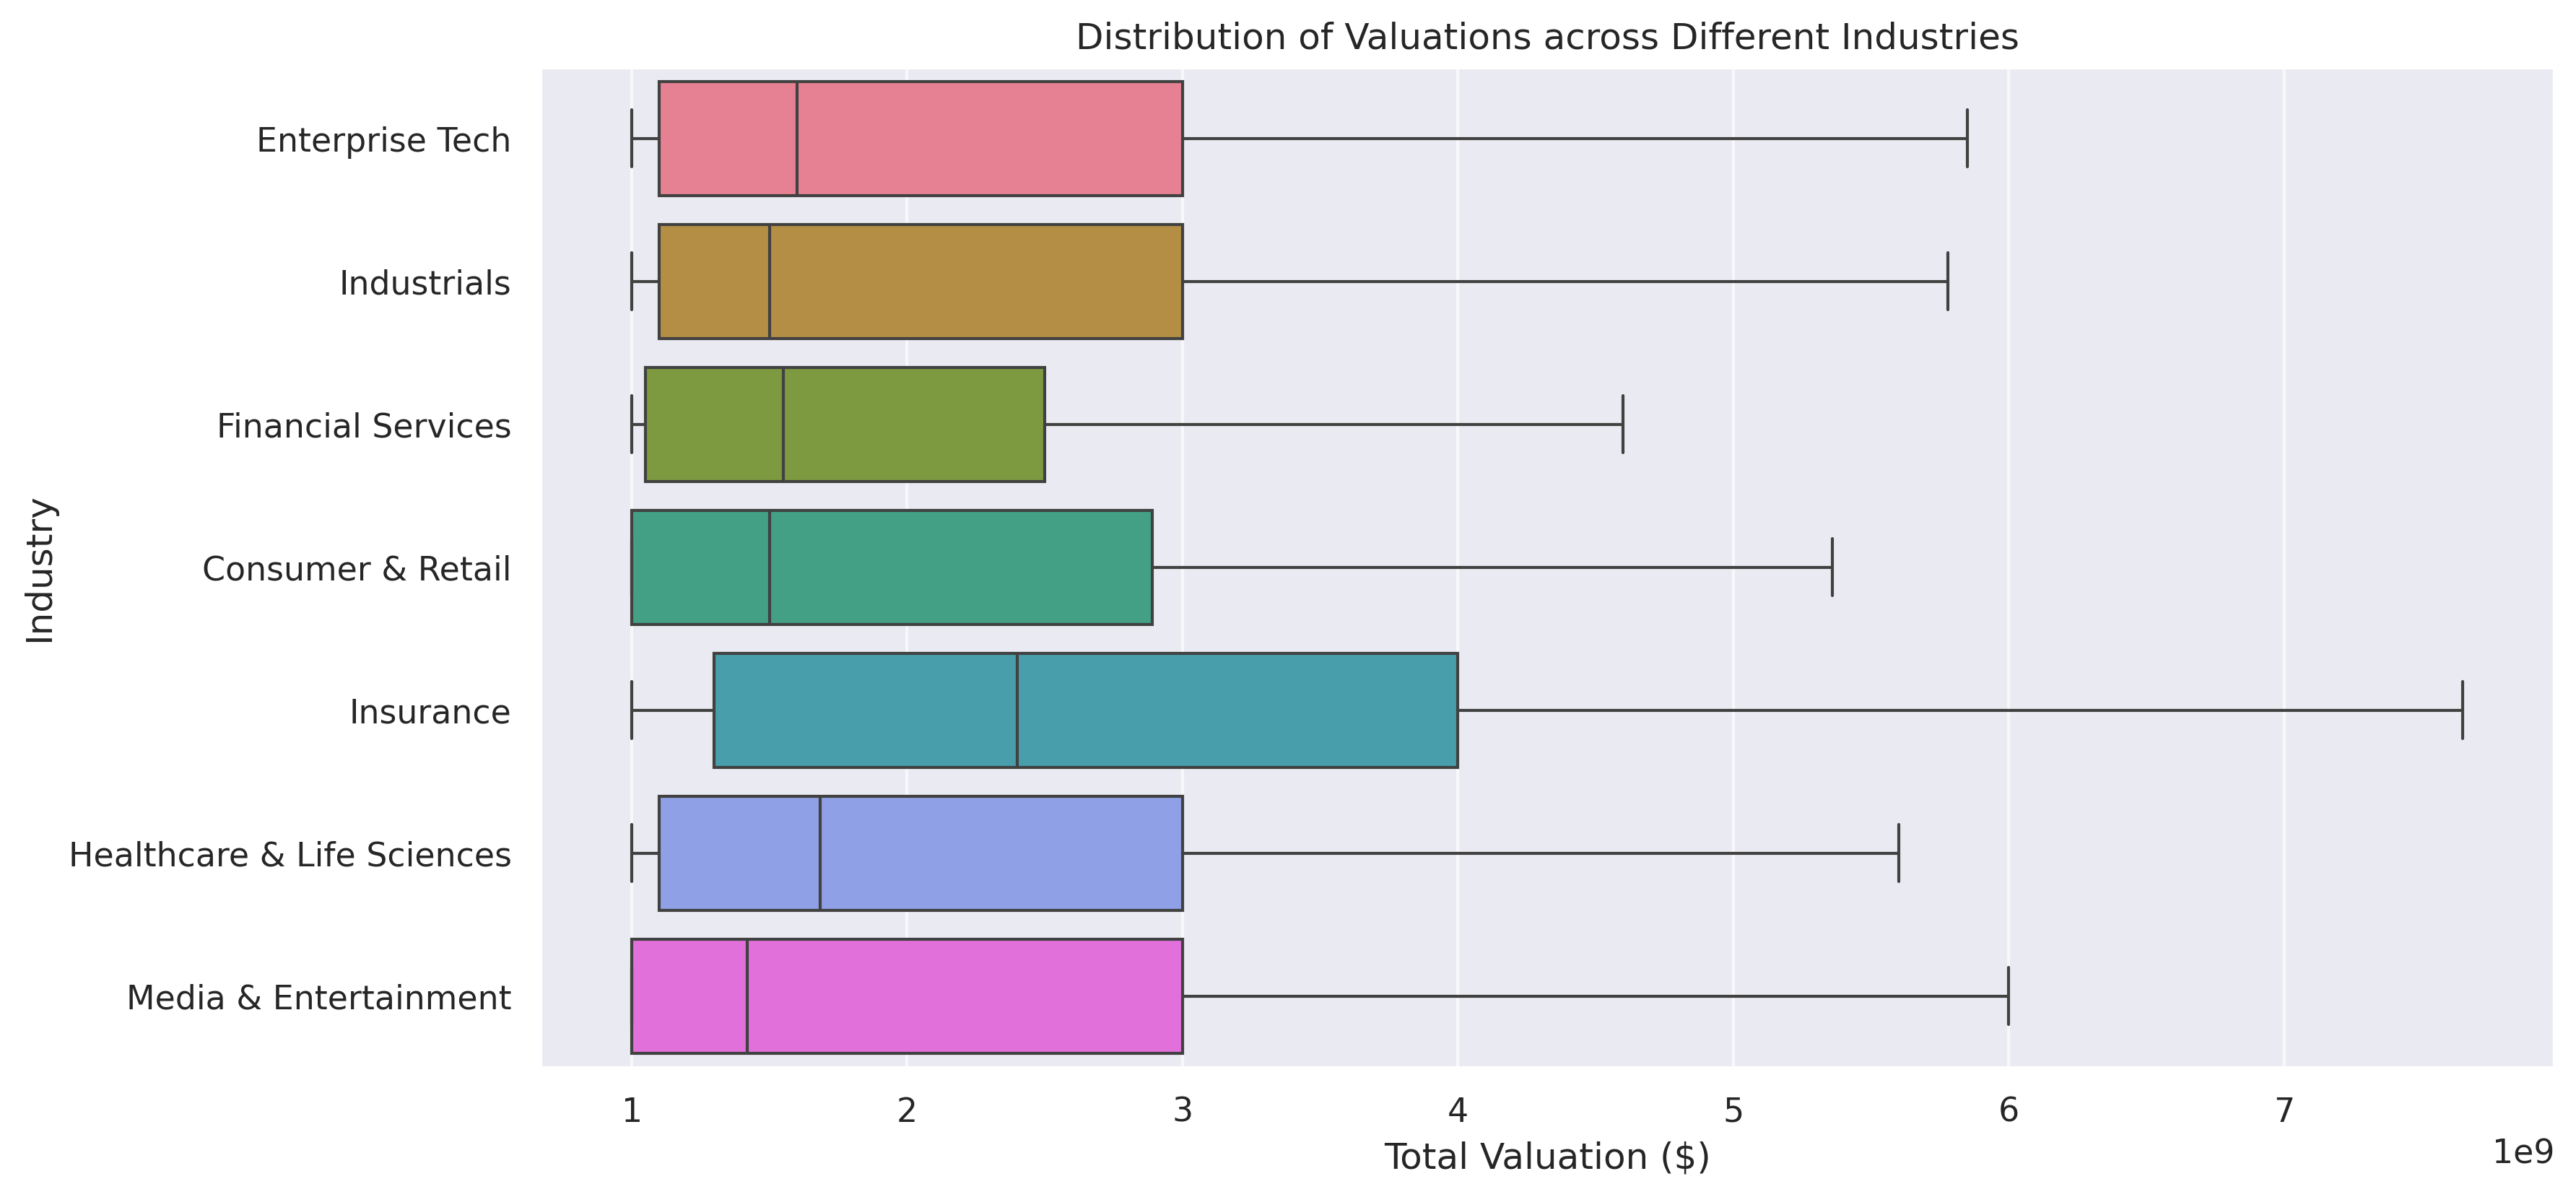 Distribution of Valuations across Different Industries
Enterprise Tech
Industrials
Financial Services
Consumer & Retail
Insurance
Healthcare & Life Sciences
Media & Entertainment
Industry
1 2 3 4 5 6 7
1e9
Total Valuation ($)